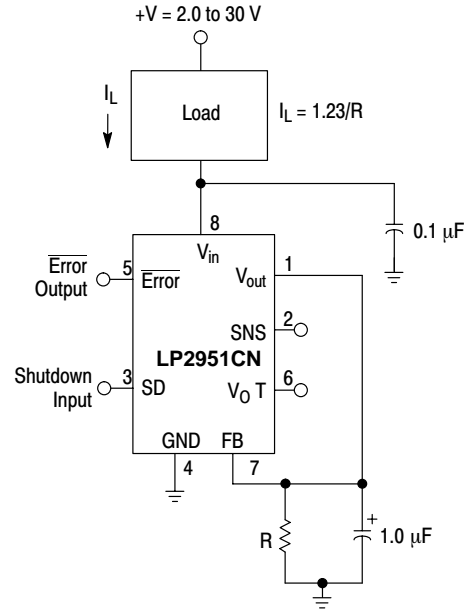 +V = 2.0 to 30 V
I_L
Load
I_L = 1.23/R
8
V_in
0.1 μF
Error
Output
5
Error
V_out
1
SNS
2
LP2951CN
Shutdown
Input
3
SD
V_O T
6
GND
FB
4
7
R
+
1.0 μF